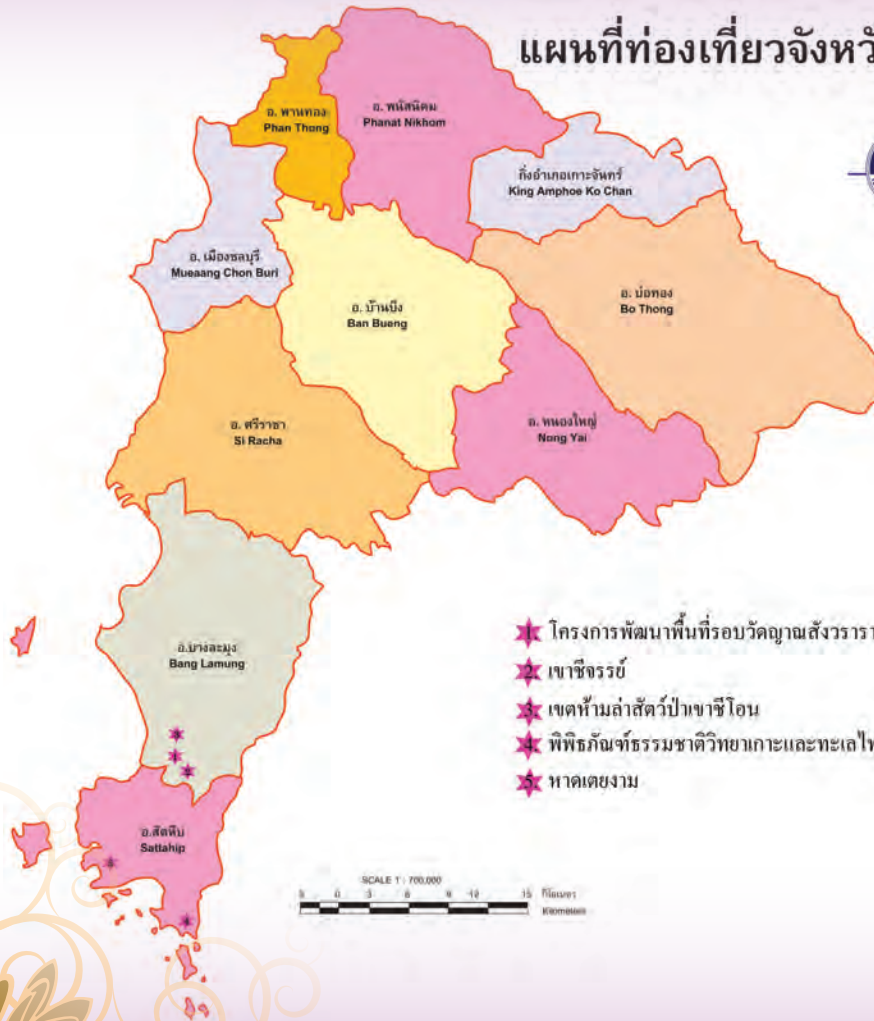 แผนที่ท่องเที่ยวจังหวั
อ. พานทอง
Phan Thong
อ. พนัสนิคม
Phanat Nikhom
กิ่งอำเภอเกาะจันทร์
King Amphoe Ko Chan
อ. เมืองชลบุรี
Mueaang Chon Buri
อ. บ้านบึง
Ban Bueng
อ. บ่อทอง
Bo Thong
อ. ศรีราชา
Si Racha
อ. หนองใหญ่
Nong Yai
อ.บางละมุง
Bang Lamung
อ.สัตหีบ
Sattahip
1. โครงการพัฒนาพื้นที่รอบวัดญาณสังวรารา
2. เขาชีจรรย์
3. เขตห้ามล่าสัตว์ป่าเขาชีโอน
4. พิพิธภัณฑ์ธรรมชาติวิทยาเกาะและทะเลไท
5. หาดเตยงาม
SCALE 1 : 700,000
0 3 6 9 12 15 กิโลเมตร
Kilometers